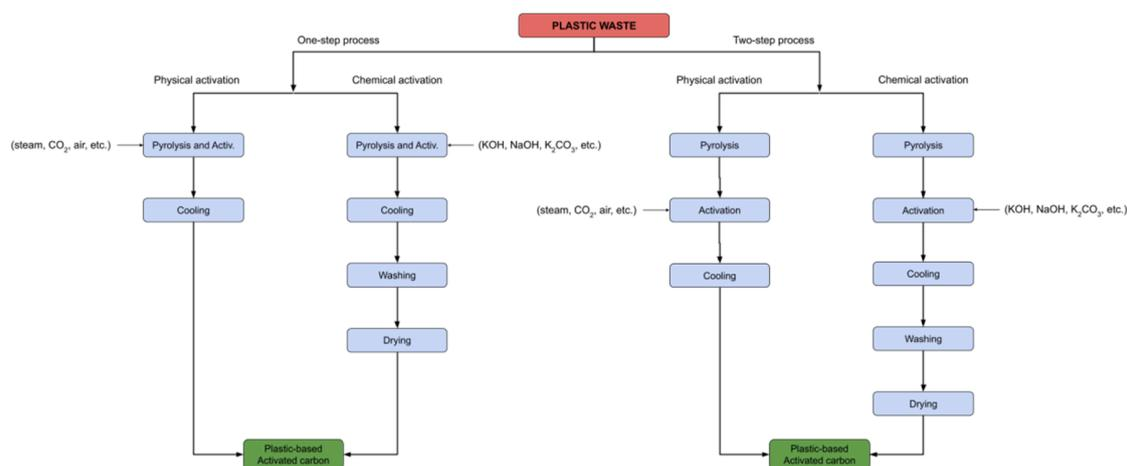 PLASTIC WASTE
One-step process
Two-step process
Physical activation
Chemical activation
Physical activation
Chemical activation
(steam, CO₂, air, etc.)
Pyrolysis and Activ.
Pyrolysis and Activ.
(KOH, NaOH, K₂CO₃, etc.)
Pyrolysis
Pyrolysis
Cooling
Cooling
(steam, CO₂, air, etc.)
Activation
Activation
(KOH, NaOH, K₂CO₃, etc.)
Washing
Cooling
Cooling
Drying
Washing
Drying
Plastic-based
Activated carbon
Plastic-based
Activated carbon